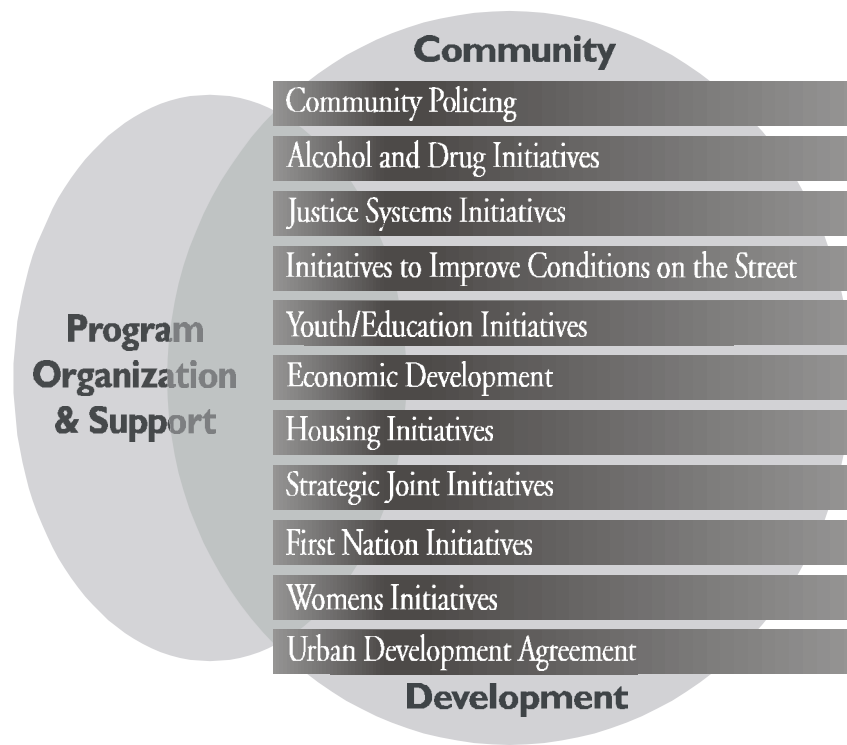 Community
Community Policing
Alcohol and Drug Initiatives
Justice Systems Initiatives
Initiatives to Improve Conditions on the Street
Youth/Education Initiatives
Economic Development
Housing Initiatives
Strategic Joint Initiatives
First Nation Initiatives
Womens Initiatives
Urban Development Agreement
Development
Program
Organization
& Support